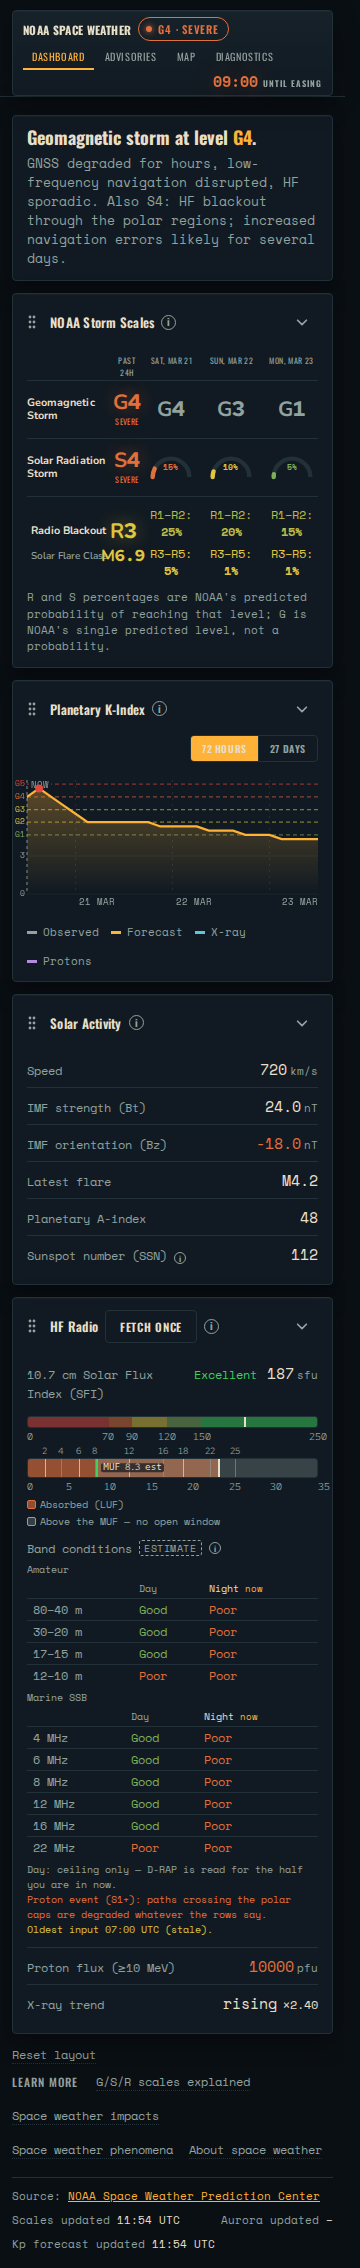 NOAA SPACE WEATHER G4 · SEVERE
DASHBOARD ADVISORIES MAP DIAGNOSTICS
09:00 UNTIL EASING
Geomagnetic storm at level G4.
GNSS degraded for hours, low-
frequency navigation disrupted, HF
sporadic. Also S4: HF blackout
through the polar regions; increased
navigation errors likely for several
days.
NOAA Storm Scales
PAST 24H SAT, MAR 21 SUN, MAR 22 MON, MAR 23
Geomagnetic Storm G4 SEVERE G4 G3 G1
Solar Radiation Storm S4 SEVERE 15% 10% 5%
Radio Blackout R3 R1–R2: 25% R1–R2: 20% R1–R2: 15%
Solar Flare Clas M6.9 R3–R5: 5% R3–R5: 1% R3–R5: 1%
R and S percentages are NOAA's predicted
probability of reaching that level; G is
NOAA's single predicted level, not a
probability.
Planetary K-Index
72 HOURS 27 DAYS
G5 NOW
G4
G3
G2
G1
3
0
21 MAR 22 MAR 23 MAR
Observed Forecast X-ray
Protons
Solar Activity
Speed 720 km/s
IMF strength (Bt) 24.0 nT
IMF orientation (Bz) -18.0 nT
Latest flare M4.2
Planetary A-index 48
Sunspot number (SSN) 112
HF Radio FETCH ONCE
10.7 cm Solar Flux Excellent 187 sfu
Index (SFI)
0 70 90 120 150 250
2 4 6 8 12 16 18 22 25
MUF 8.3 est
0 5 10 15 20 25 30 35
Absorbed (LUF)
Above the MUF — no open window
Band conditions ESTIMATE
Amateur
Day Night now
80–40 m Good Poor
30–20 m Good Poor
17–15 m Good Poor
12–10 m Poor Poor
Marine SSB
Day Night now
4 MHz Good Poor
6 MHz Good Poor
8 MHz Good Poor
12 MHz Good Poor
16 MHz Good Poor
22 MHz Poor Poor
Day: ceiling only — D-RAP is read for the half
you are in now.
Proton event (S1+): paths crossing the polar
caps are degraded whatever the rows say.
Oldest input 07:00 UTC (stale).
Proton flux (≥10 MeV) 10000 pfu
X-ray trend rising ×2.40
Reset layout
LEARN MORE G/S/R scales explained
Space weather impacts
Space weather phenomena About space weather
Source: NOAA Space Weather Prediction Center
Scales updated 11:54 UTC Aurora updated –
Kp forecast updated 11:54 UTC